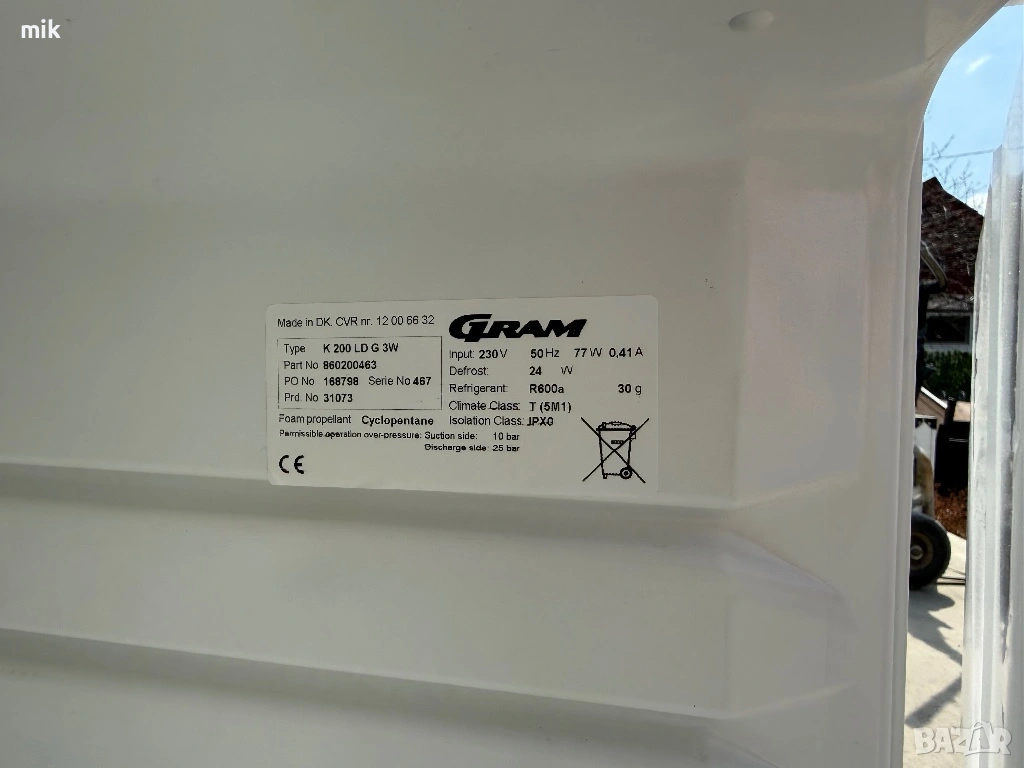 mik
Made in DK. CVR nr. 12 00 66 32
GRAM
Type K 200 LD G 3W
Part No 860200463
PO No 168798 Serie No 467
Prd. No 31073
Input: 230 V 50 Hz 77 W 0,41 A
Defrost: 24 W
Refrigerant: R600a 30 g
Climate Class: T (5M1)
Foam propellant Cyclopentane
Isolation Class: IPX0
Permissible operation over-pressure: Suction side: 10 bar
Discharge side: 25 bar
CE
BAZAR